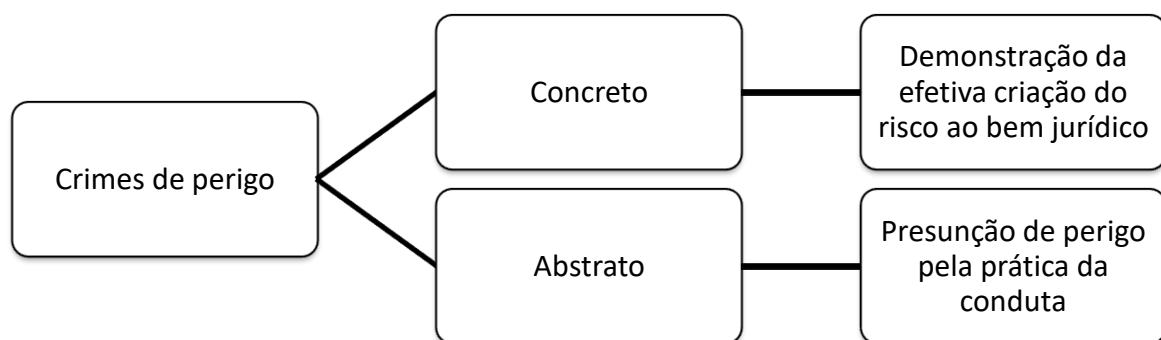 Crimes de perigo
Concreto
Demonstração da
efetiva criação do
risco ao bem jurídico
Abstrato
Presunção de perigo
pela prática da
conduta